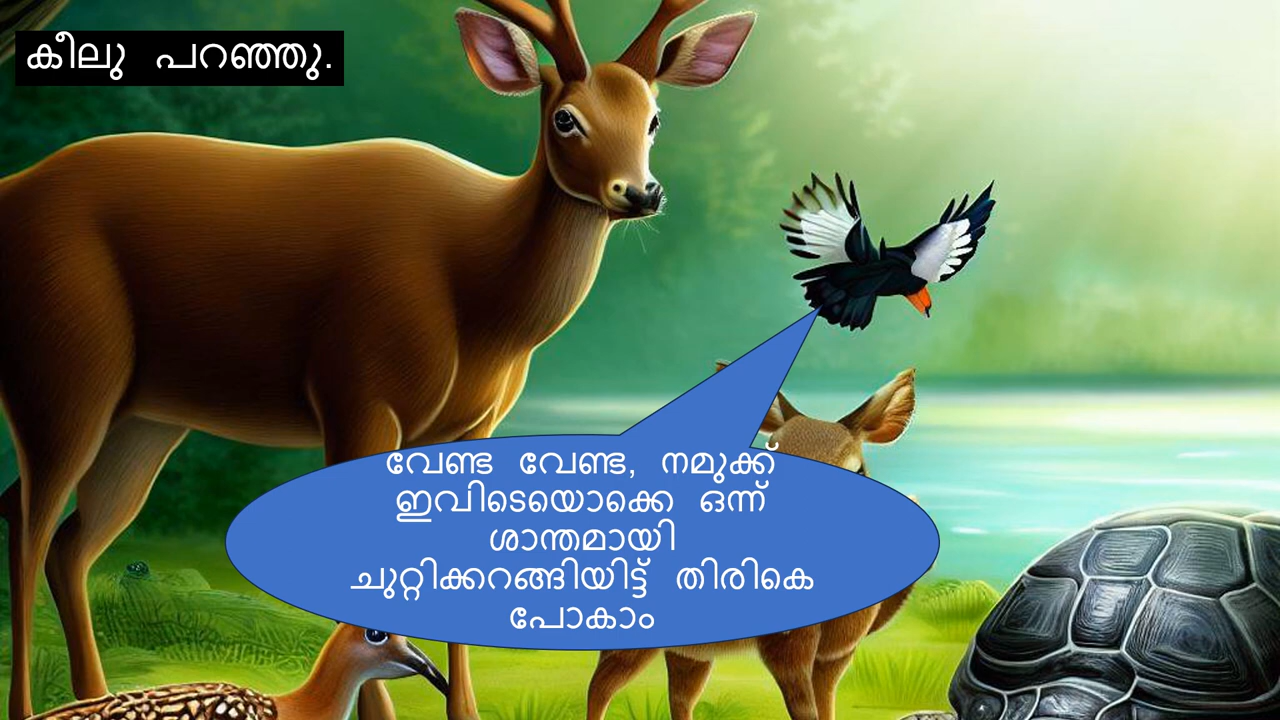 കീലു പറഞ്ഞു.
വേണ്ട വേണ്ട, നമുക്ക്
ഇവിടെയൊക്കെ ഒന്ന്
ശാന്തമായി
ചുറ്റിക്കറങ്ങിയിട്ട് തിരികെ
പോകാം